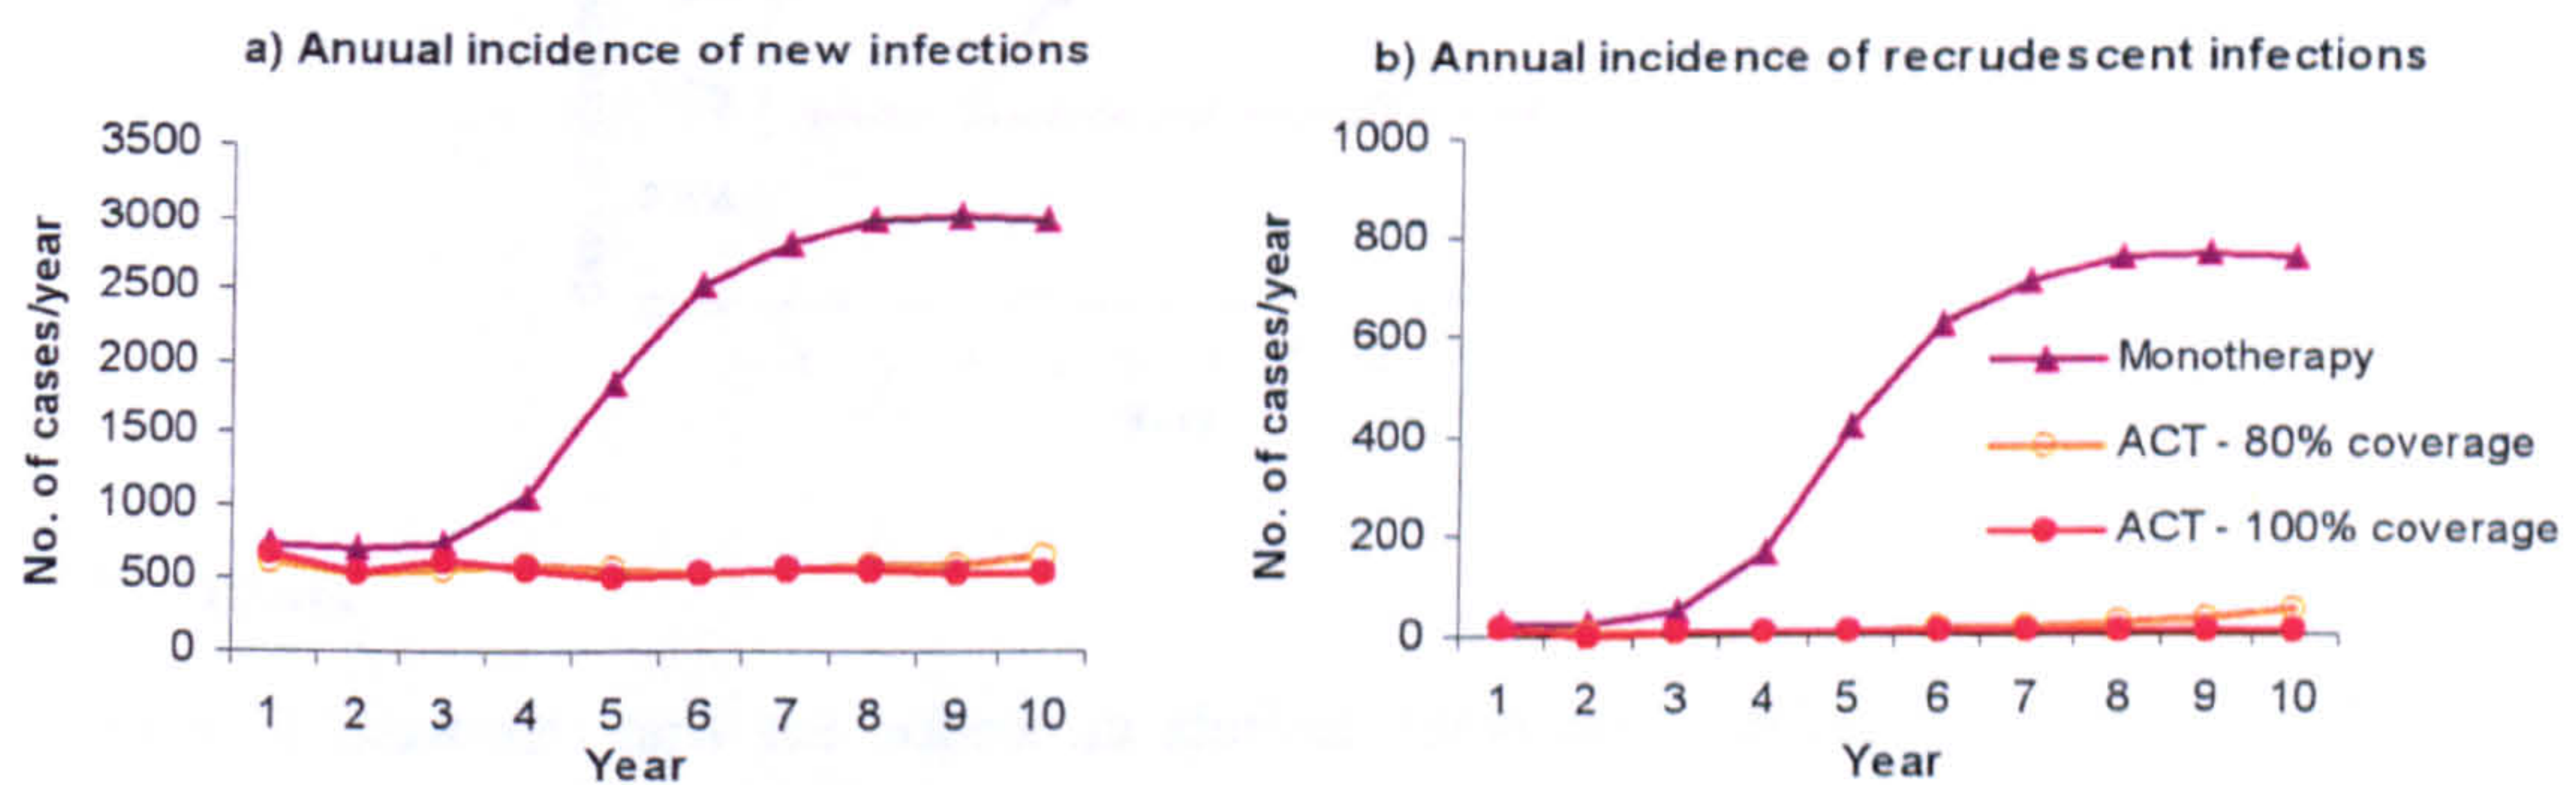 a) Anuual incidence of new infections
No. of cases/year
3500
3000
2500
2000
1500
1000
500
0
1 2 3 4 5 6 7 8 9 10
Year
b) Annual incidence of recrudescent infections
No. of cases/year
1000
800
600
400
200
0
1 2 3 4 5 6 7 8 9 10
Year
Monotherapy
ACT - 80% coverage
ACT - 100% coverage